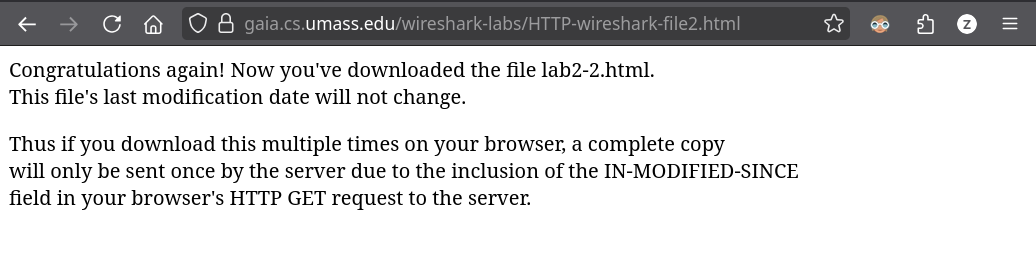 gaia.cs.umass.edu/wireshark-labs/HTTP-wireshark-file2.html
Z
Congratulations again! Now you've downloaded the file lab2-2.html.
This file's last modification date will not change.
Thus if you download this multiple times on your browser, a complete copy
will only be sent once by the server due to the inclusion of the IN-MODIFIED-SINCE
field in your browser's HTTP GET request to the server.